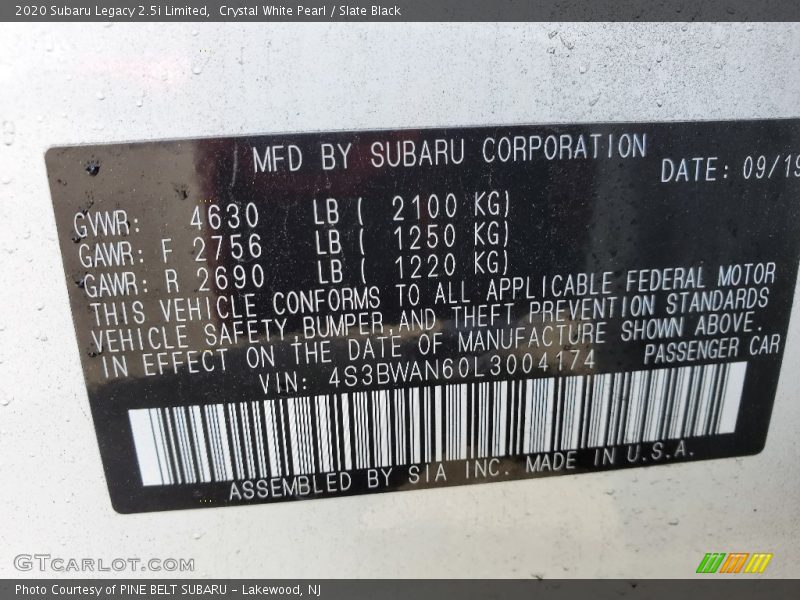 2020 Subaru Legacy 2.5i Limited, Crystal White Pearl / Slate Black
MFD BY SUBARU CORPORATION
DATE: 09/19
GVWR: 4630 LB ( 2100 KG)
GAWR: F 2756 LB ( 1250 KG)
GAWR: R 2690 LB ( 1220 KG)
THIS VEHICLE CONFORMS TO ALL APPLICABLE FEDERAL MOTOR
VEHICLE SAFETY,BUMPER,AND THEFT PREVENTION STANDARDS
IN EFFECT ON THE DATE OF MANUFACTURE SHOWN ABOVE.
VIN: 4S3BWAN60L3004174 PASSENGER CAR
ASSEMBLED BY SIA INC. MADE IN U.S.A.
GTCARLOT.COM
Photo Courtesy of PINE BELT SUBARU - Lakewood, NJ